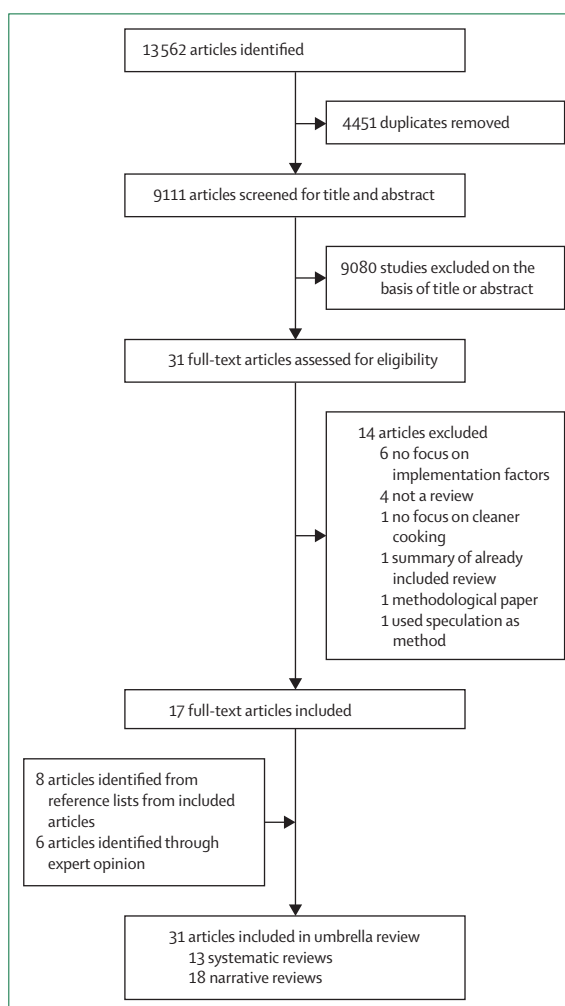 13 562 articles identified
4451 duplicates removed
9111 articles screened for title and abstract
9080 studies excluded on the
basis of title or abstract
31 full-text articles assessed for eligibility
14 articles excluded
6 no focus on
implementation factors
4 not a review
1 no focus on cleaner
cooking
1 summary of already
included review
1 methodological paper
1 used speculation as
method
17 full-text articles included
8 articles identified from
reference lists from included
articles
6 articles identified through
expert opinion
31 articles included in umbrella review
13 systematic reviews
18 narrative reviews